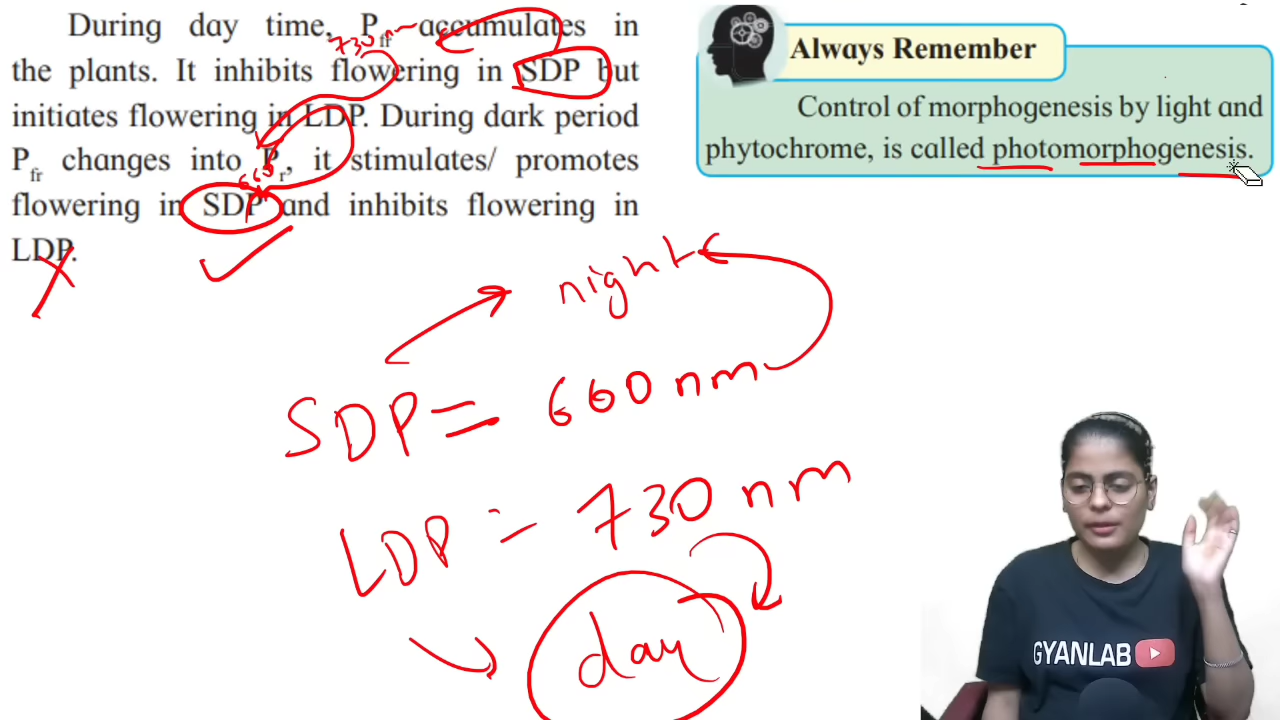 During day time, Pfr accumulates in
730 nm
the plants. It inhibits flowering in SDP but
initiates flowering in LDP. During dark period
Pfr changes into Pr, it stimulates/ promotes
660
flowering in SDP and inhibits flowering in
LDP.
Always Remember
Control of morphogenesis by light and
phytochrome, is called photomorphogenesis.
night
SDP = 660 nm
LDP - 730 nm
day
GYANLAB